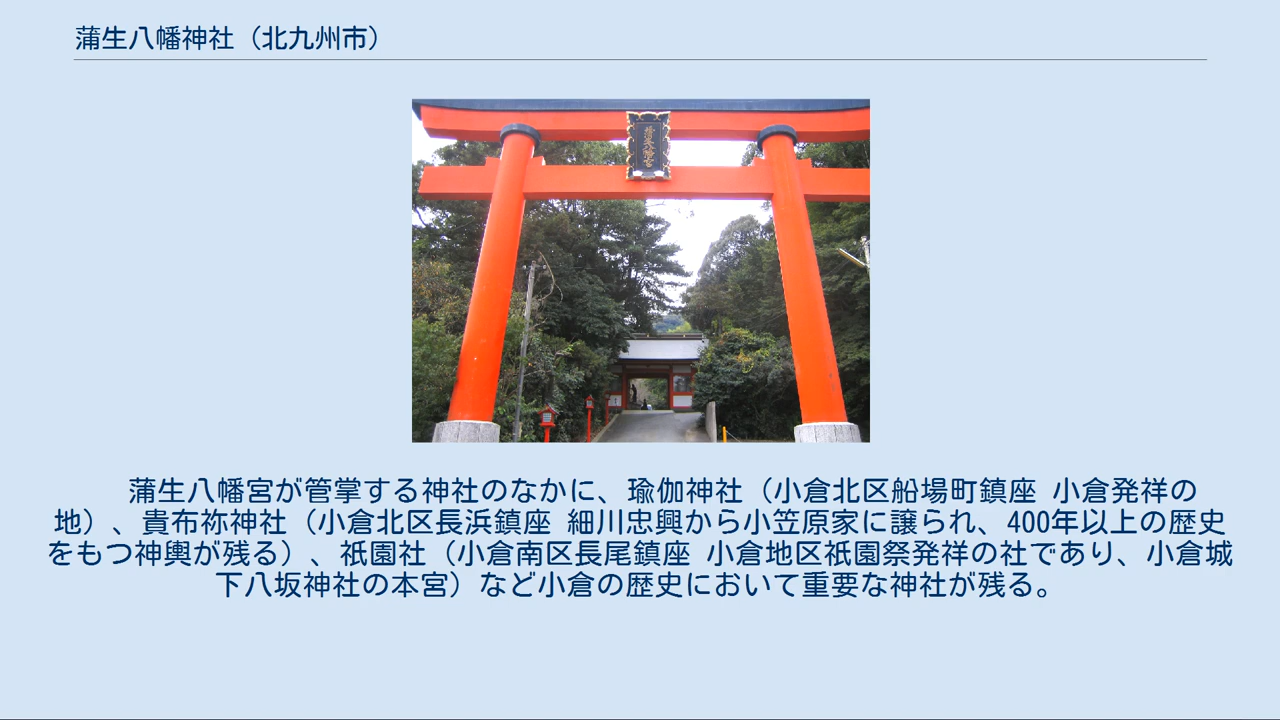 蒲生八幡神社（北九州市）
蒲生八幡宮
蒲生八幡宮が管掌する神社のなかに、瑜伽神社（小倉北区船場町鎮座 小倉発祥の
地）、貴布祢神社（小倉北区長浜鎮座 細川忠興から小笠原家に譲られ、400年以上の歴史
をもつ神輿が残る）、祇園社（小倉南区長尾鎮座 小倉地区祇園祭発祥の社であり、小倉城
下八坂神社の本宮）など小倉の歴史において重要な神社が残る。